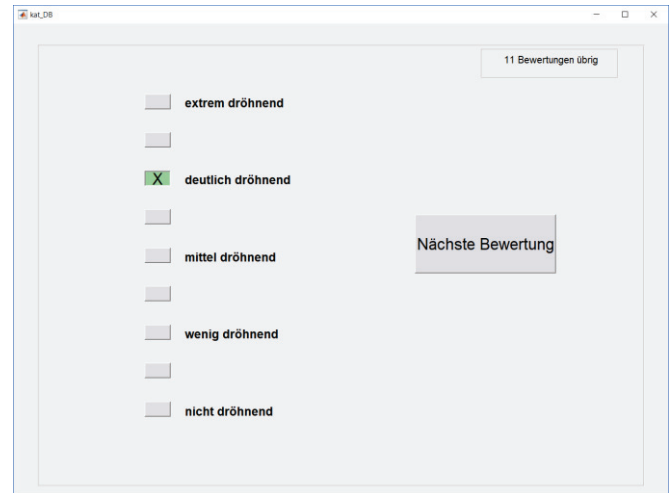 kat_DB
11 Bewertungen übrig
extrem dröhnend
X deutlich dröhnend
Nächste Bewertung
mittel dröhnend
wenig dröhnend
nicht dröhnend